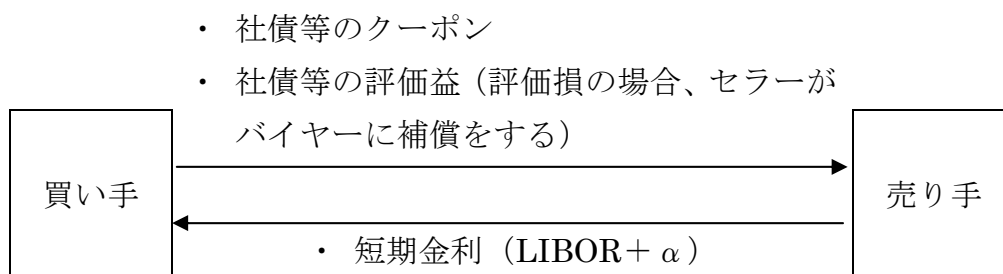 ・ 社債等のクーポン
・ 社債等の評価益（評価損の場合、セラーが
バイヤーに補償をする）
買い手
売り手
・ 短期金利（LIBOR＋α）